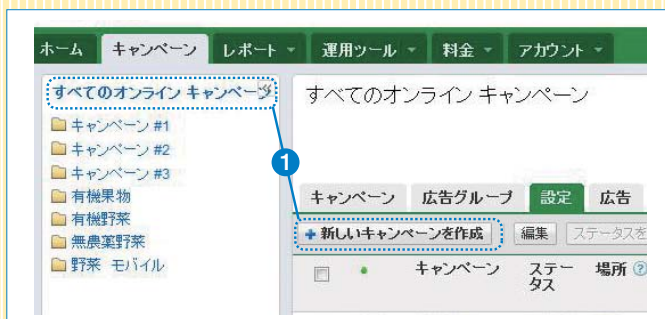 ホーム キャンペーン レポート 運用ツール 料金 アカウント
すべてのオンライン キャンペーン
キャンペーン #1
キャンペーン #2
キャンペーン #3
有機果物
有機野菜
無農薬野菜
野菜 モバイル
1
すべてのオンライン キャンペーン
キャンペーン 広告グループ 設定 広告
+ 新しいキャンペーンを作成 編集 ステータスを
キャンペーン ステー 場所 ?
タス